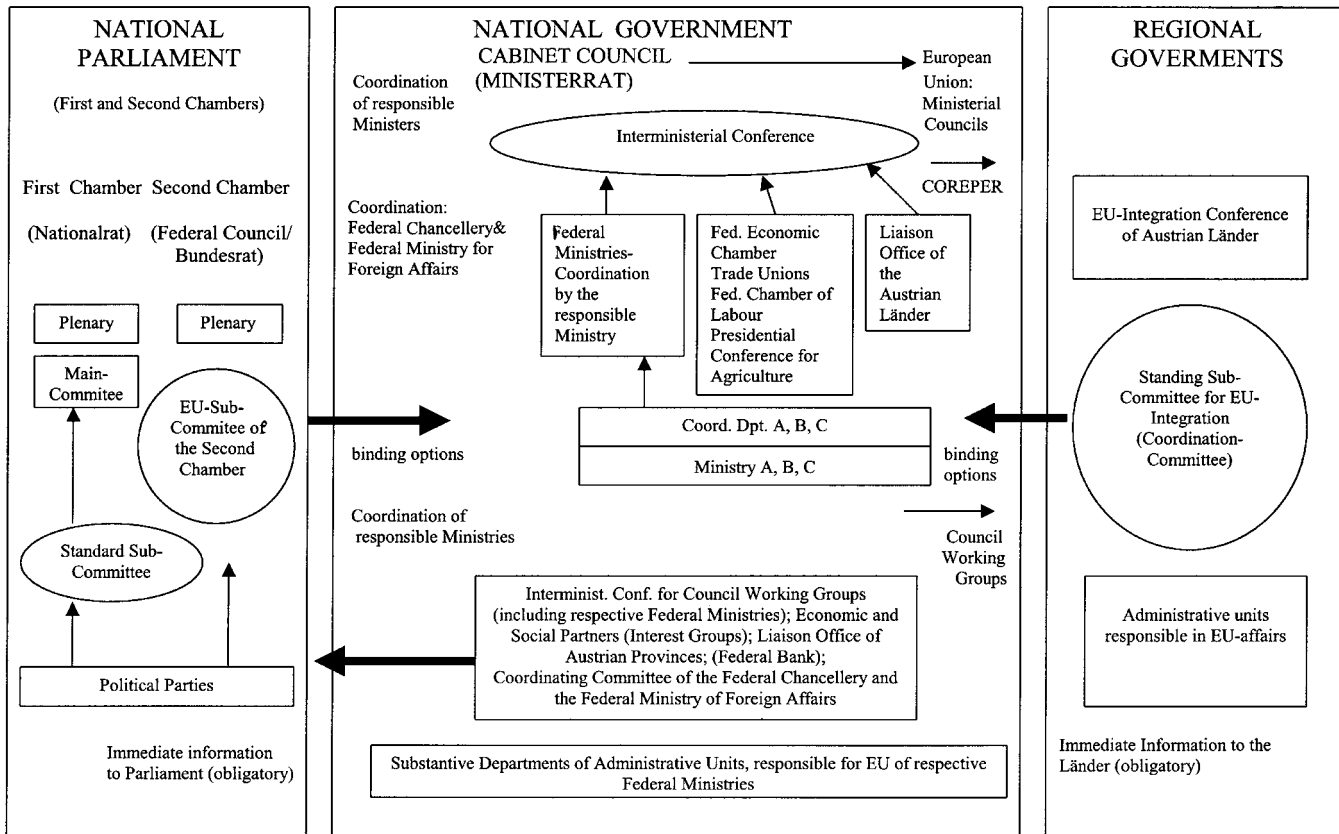 NATIONAL
PARLIAMENT
(First and Second Chambers)
First Chamber
(Nationalrat)
Second Chamber
(Federal Council/
Bundesrat)
Plenary
Plenary
Main-
Commitee
EU-Sub-
Commitee of
the Second
Chamber
Standard Sub-
Committee
Political Parties
Immediate information
to Parliament (obligatory)
NATIONAL GOVERNMENT
CABINET COUNCIL
(MINISTERRAT)
European
Union:
Ministerial
Councils
Coordination
of responsible
Ministers
Interministerial Conference
COREPER
Coordination:
Federal Chancellery&
Federal Ministry for
Foreign Affairs
Federal
Ministries-
Coordination
by the
responsible
Ministry
Fed. Economic
Chamber
Trade Unions
Fed. Chamber of
Labour
Presidential
Conference for
Agriculture
Liaison
Office of
the
Austrian
Länder
Coord. Dpt. A, B, C
Ministry A, B, C
binding options
binding
options
Coordination of
responsible Ministries
Council
Working
Groups
Interminist. Conf. for Council Working Groups
(including respective Federal Ministries); Economic and
Social Partners (Interest Groups); Liaison Office of
Austrian Provinces; (Federal Bank);
Coordinating Committee of the Federal Chancellery and
the Federal Ministry of Foreign Affairs
Substantive Departments of Administrative Units, responsible for EU of respective
Federal Ministries
REGIONAL
GOVERMENTS
EU-Integration Conference
of Austrian Länder
Standing Sub-
Committee for EU-
Integration
(Coordination-
Committee)
Administrative units
responsible in EU-affairs
Immediate Information to the
Länder (obligatory)